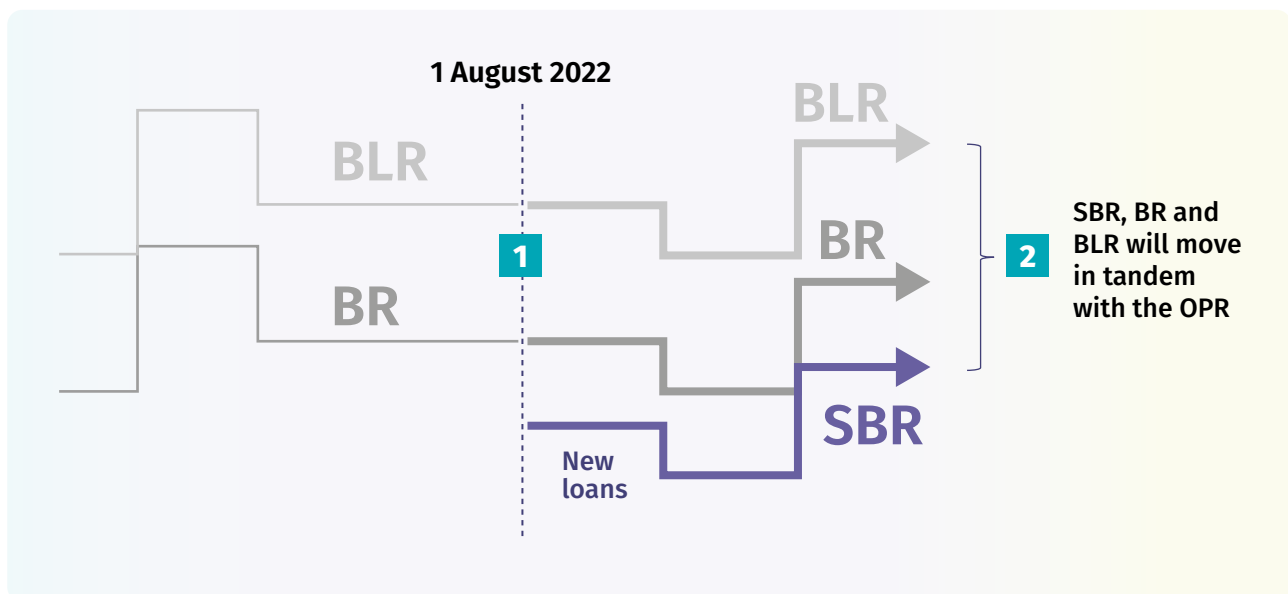 1 August 2022
BLR
BLR
BR
BR
1
SBR
New
loans
2
SBR, BR and
BLR will move
in tandem
with the OPR